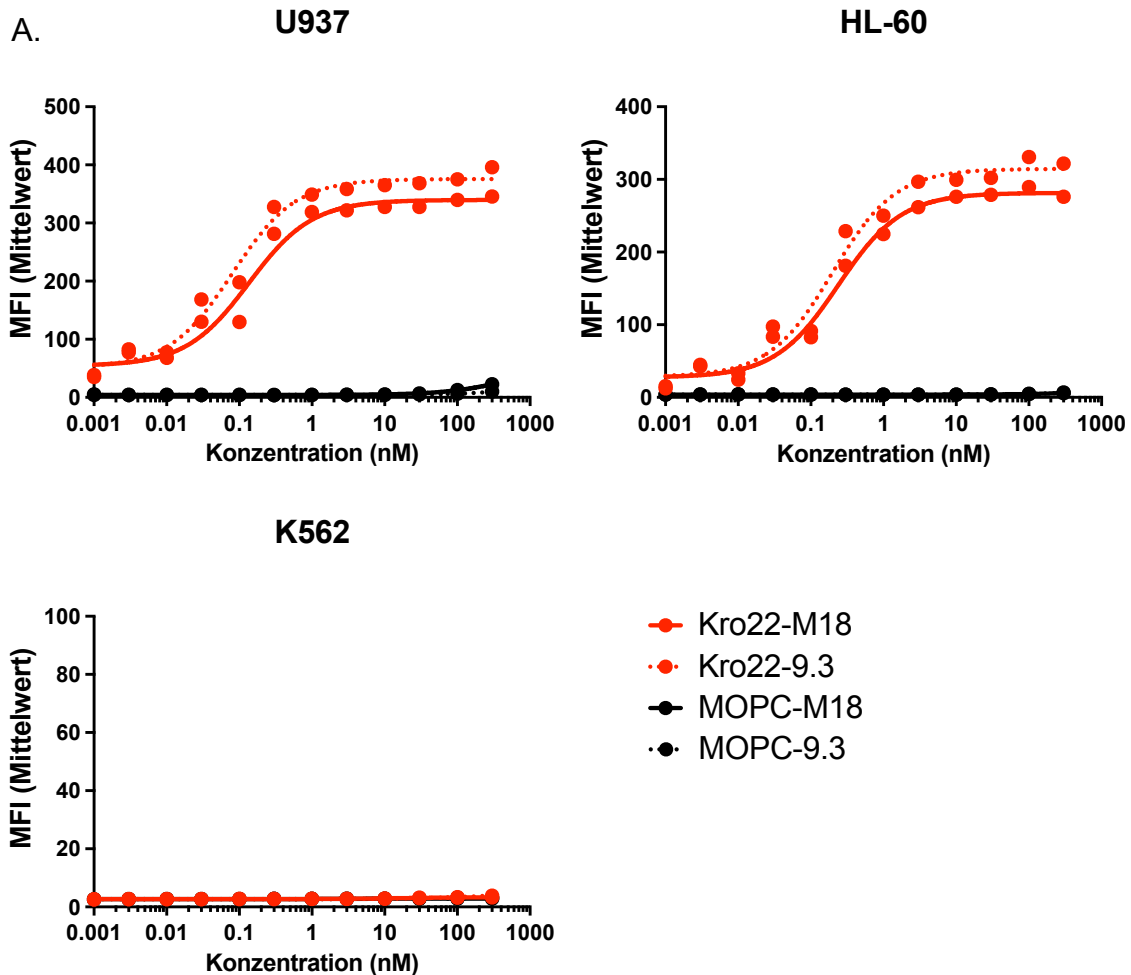 A.
U937
MFI (Mittelwert)
500
400
300
200
100
0
0.001 0.01 0.1 1 10 100 1000
Konzentration (nM)
HL-60
MFI (Mittelwert)
400
300
200
100
0
0.001 0.01 0.1 1 10 100 1000
Konzentration (nM)
K562
MFI (Mittelwert)
100
80
60
40
20
0
0.001 0.01 0.1 1 10 100 1000
Konzentration (nM)
Kro22-M18
Kro22-9.3
MOPC-M18
MOPC-9.3